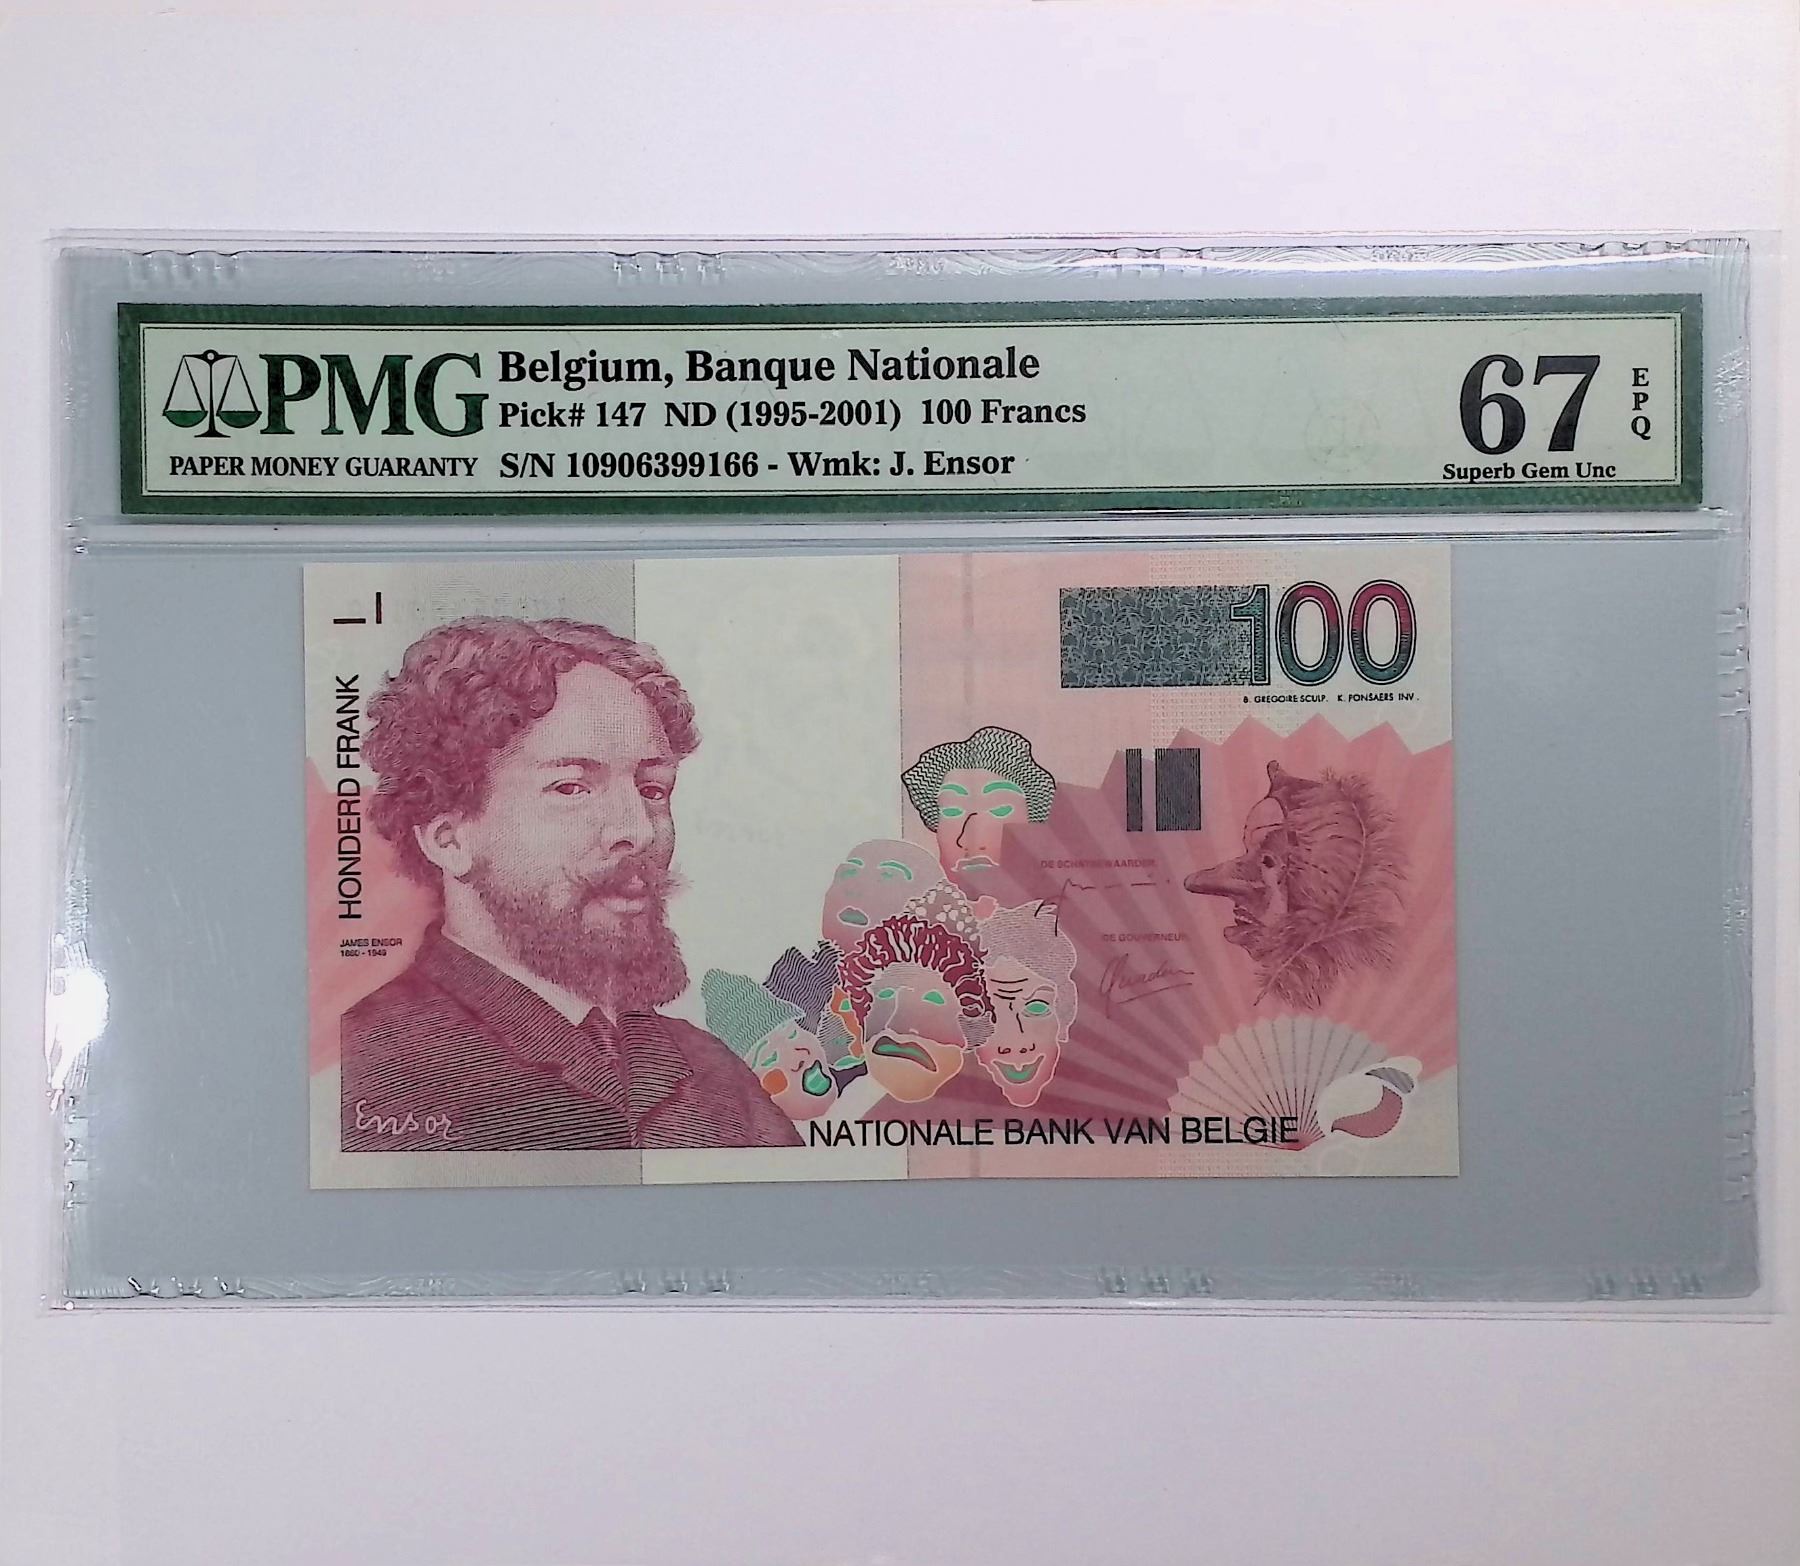 PMG
PAPER MONEY GUARANTY
Belgium, Banque Nationale
Pick# 147 ND (1995-2001) 100 Francs
S/N 10906399166 - Wmk: J. Ensor
67
EPQ
Superb Gem Unc
HONDERD FRANK
JAMES ENSOR
1860 - 1949
Ensor
100
B. GREGOIRE SCULP. K. PONSAERS INV.
DE SCHATBEWAARDER,
DE GOUVERNEUR,
NATIONALE BANK VAN BELGIE